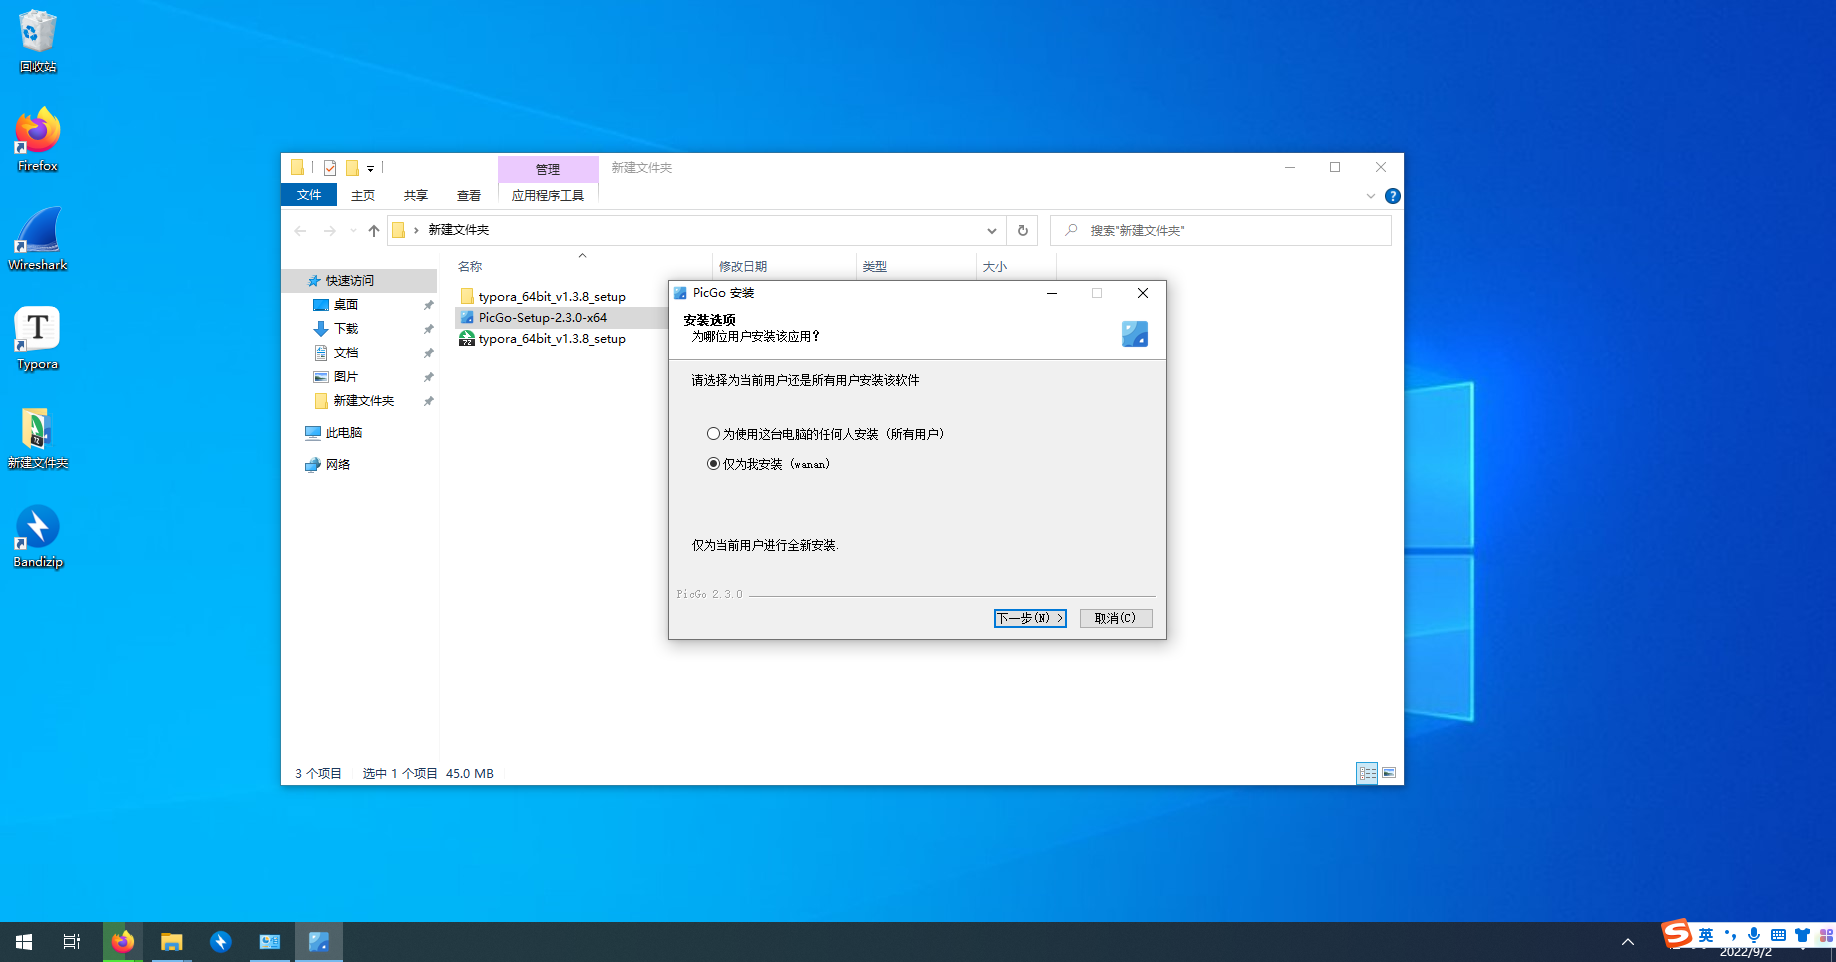 回收站
Firefox
Wireshark
Typora
新建文件夹
Bandizip
管理
新建文件夹
文件
主页
共享
查看
应用程序工具
新建文件夹
搜索"新建文件夹"
名称
修改日期
类型
大小
快速访问
桌面
下载
文档
图片
新建文件夹
此电脑
网络
typora_64bit_v1.3.8_setup
PicGo-Setup-2.3.0-x64
typora_64bit_v1.3.8_setup
PicGo 安装
安装选项
为哪位用户安装该应用?
请选择为当前用户还是所有用户安装该软件
为使用这台电脑的任何人安装（所有用户）
仅为我安装（wanan）
仅为当前用户进行全新安装.
PicGo 2.3.0
下一步(N) >
取消(C)
3 个项目
选中 1 个项目 45.0 MB
英
2022/9/2